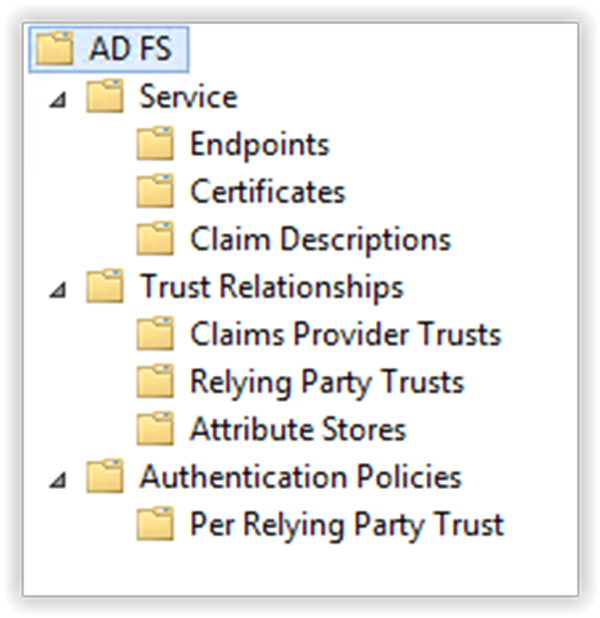 AD FS
Service
Endpoints
Certificates
Claim Descriptions
Trust Relationships
Claims Provider Trusts
Relying Party Trusts
Attribute Stores
Authentication Policies
Per Relying Party Trust